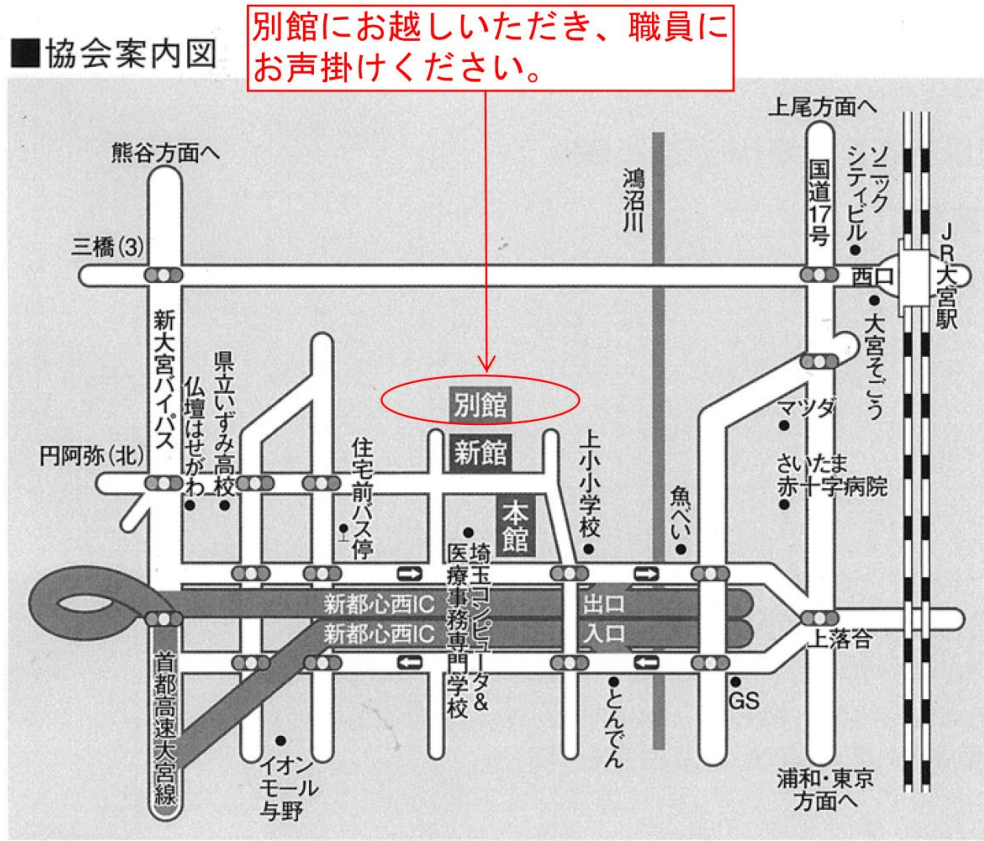 別館にお越しいただき、職員に
お声掛けください。
■協会案内図
上尾方面へ
熊谷方面へ
鴻沼川
国道17号
ソニック
シティビル
JR大宮駅
三橋(3)
西口
新大宮バイパス
大宮そごう
県立いずみ高校
仏壇はせがわ
別館
マツダ
円阿弥(北)
新館
住宅前バス停
上小小学校
さいたま
赤十字病院
魚べい
本館
埼玉コンピュータ&
医療事務専門学校
新都心西IC
出口
新都心西IC
入口
上落合
首都高速大宮線
とんでん
GS
イオン
モール
与野
浦和・東京
方面へ